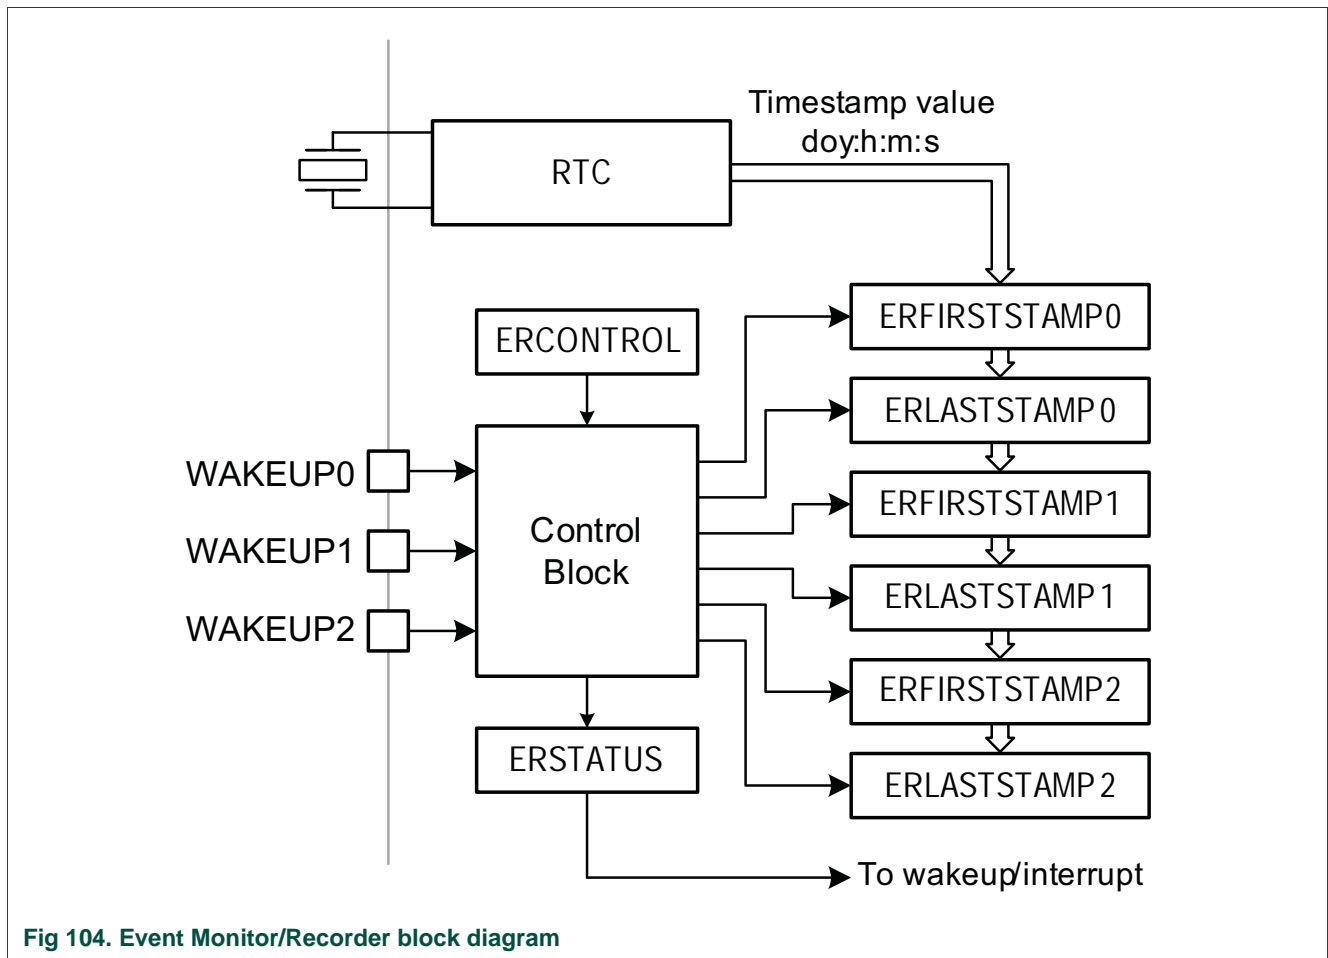 Timestamp value
doy:h:m:s
RTC
ERFIRSTSTAMP0
ERCONTROL
ERLASTSTAMP0
WAKEUP0
ERFIRSTSTAMP1
Control
Block
WAKEUP1
ERLASTSTAMP1
WAKEUP2
ERFIRSTSTAMP2
ERSTATUS
ERLASTSTAMP2
To wakeup/interrupt
Fig 104. Event Monitor/Recorder block diagram